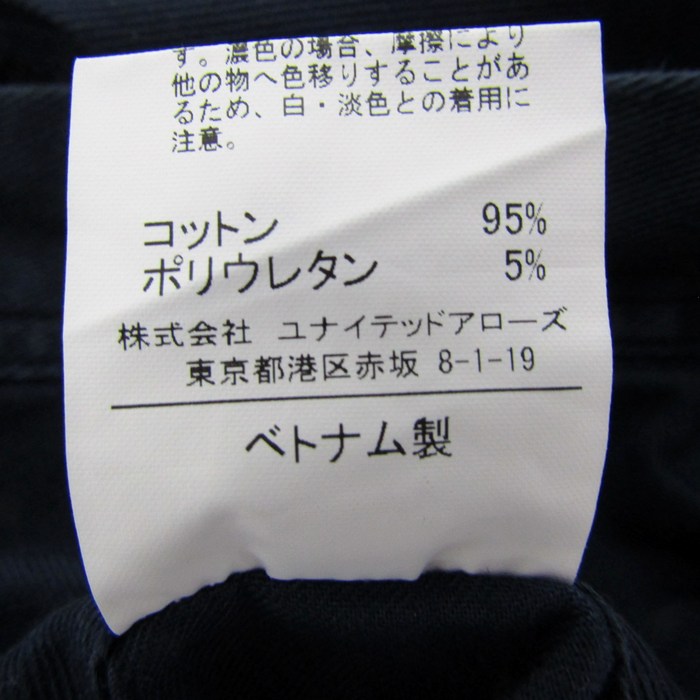 す。濃色の場合、摩擦により
他の物へ色移りすることがあ
るため、白・淡色との着用に
注意。
コットン 95%
ポリウレタン 5%
株式会社 ユナイテッドアローズ
東京都港区赤坂 8-1-19
ベトナム製